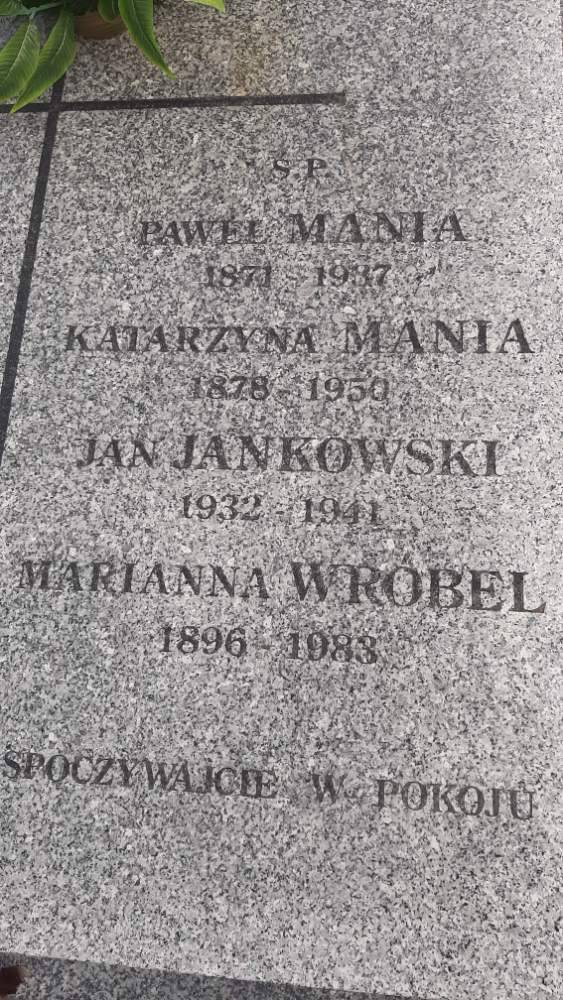 S.P.
PAWEŁ MANIA
1871 - 1937
KATARZYNA MANIA
1878 - 1950
JAN JANKOWSKI
1932 - 1941
MARIANNA WRÓBEL
1896 - 1983
SPOCZYWAJCIE W POKOJU